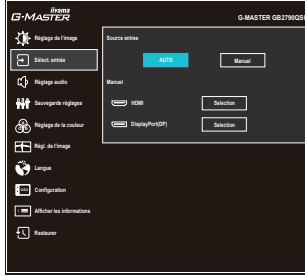 iiyama
G-MASTER
G-MASTER GB2790QSU
Réglage de l'image
Sélect. entrée
Réglage audio
Sauvegarde réglages
Réglage de la couleur
Régl. de l'image
Langue
Configuration
Afficher les informations
Restaurer
Source entree
AUTO
Manuel
Manuel
HDMI
Selection
DisplayPort(DP)
Selection